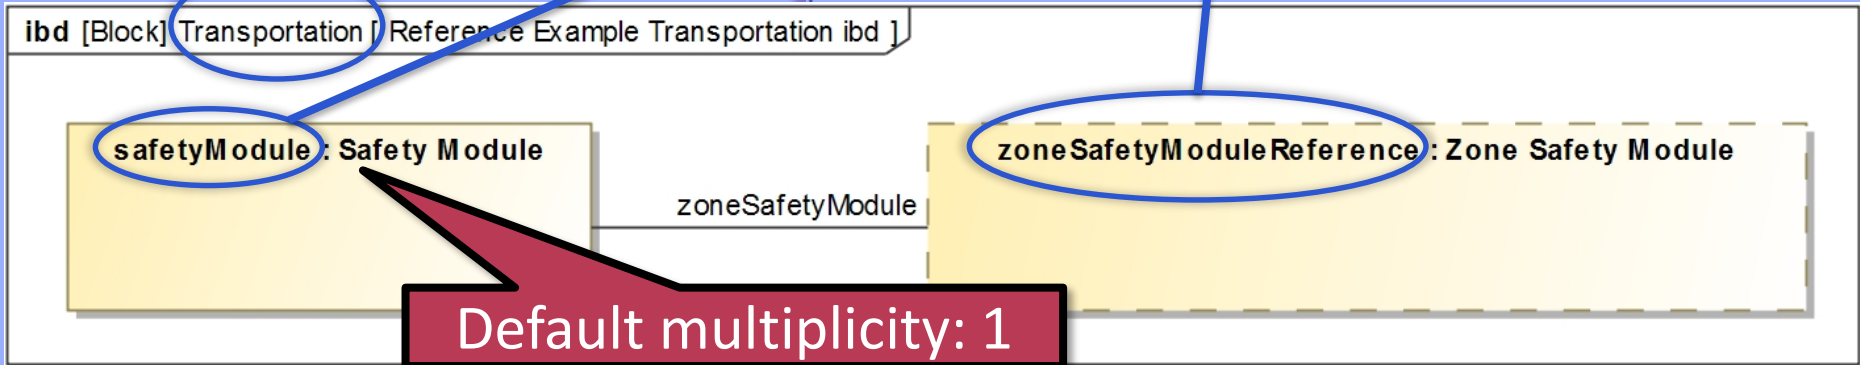 ibd [Block] Transportation [ Reference Example Transportation ibd ]
safetyModule : Safety Module
zoneSafetyModuleReference : Zone Safety Module
zoneSafetyModule
Default multiplicity: 1